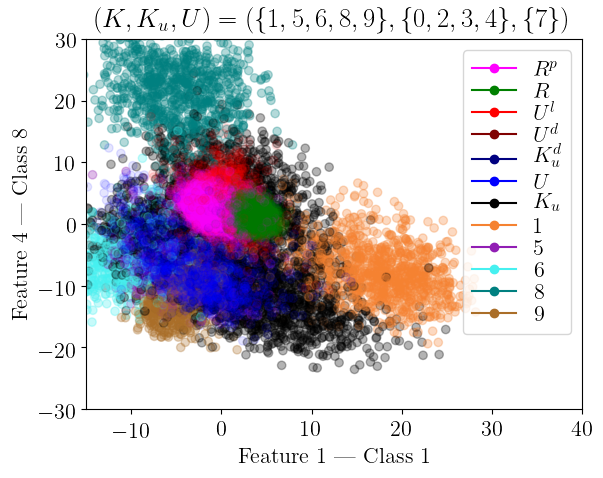 (K, K_u, U) = ({1, 5, 6, 8, 9}, {0, 2, 3, 4}, {7})
30
20
10
0
−10
−20
−30
Feature 4 — Class 8
R^p
R
U^l
U^d
K_u^d
U
K_u
1
5
6
8
9
−10
0
10
20
30
40
Feature 1 — Class 1